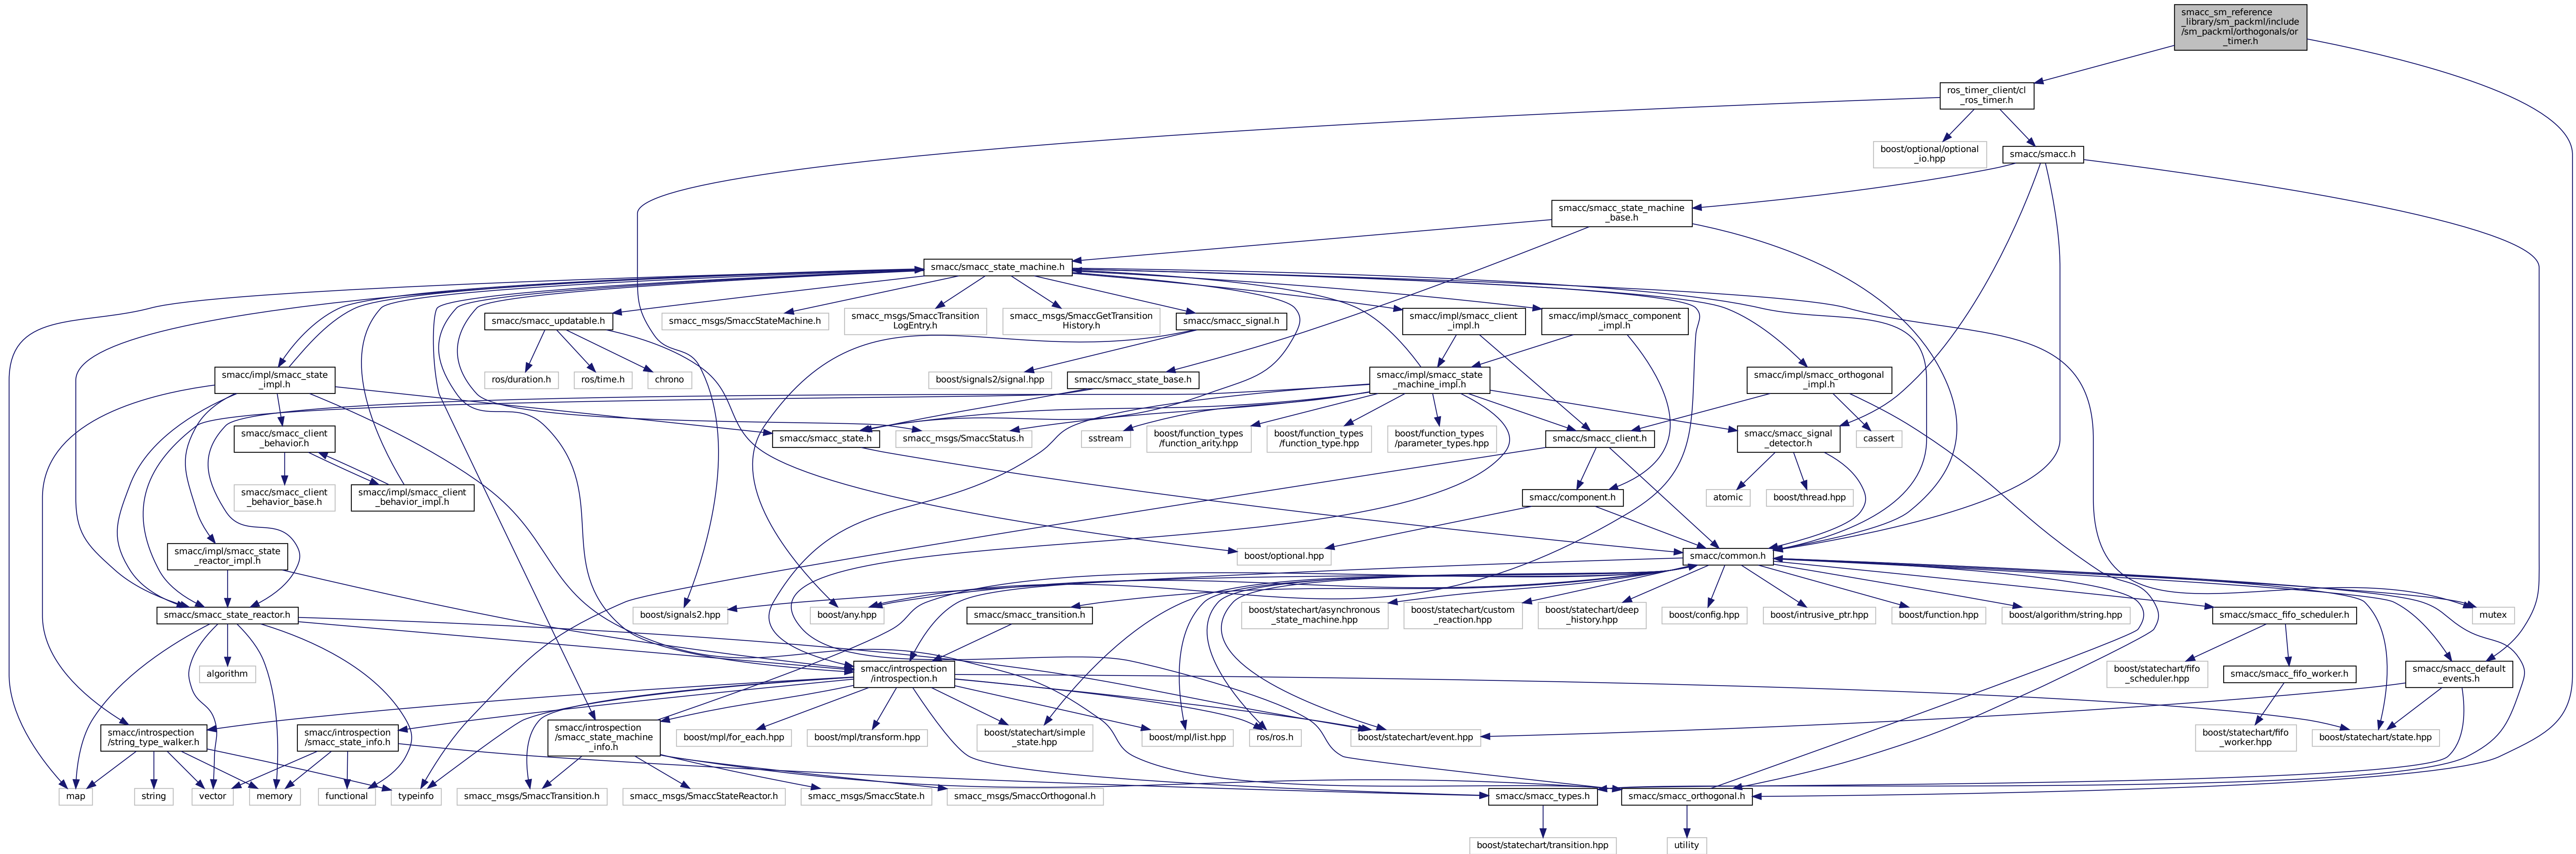 smacc_sm_reference
_library/sm_packml/include
/sm_packml/orthogonals/or
_timer.h
ros_timer_client/cl
_ros_timer.h
boost/optional/optional
_io.hpp
smacc/smacc.h
smacc/smacc_state_machine
_base.h
smacc/smacc_state_machine.h
smacc/smacc_updatable.h
smacc_msgs/SmaccStateMachine.h
smacc_msgs/SmaccTransition
LogEntry.h
smacc_msgs/SmaccGetTransition
History.h
smacc/smacc_signal.h
smacc/impl/smacc_client
_impl.h
smacc/impl/smacc_component
_impl.h
smacc/impl/smacc_state
_impl.h
ros/duration.h
ros/time.h
chrono
boost/signals2/signal.hpp
smacc/smacc_state_base.h
smacc/impl/smacc_state
_machine_impl.h
smacc/impl/smacc_orthogonal
_impl.h
smacc/smacc_client
_behavior.h
smacc/smacc_state.h
smacc_msgs/SmaccStatus.h
sstream
boost/function_types
/function_arity.hpp
boost/function_types
/function_type.hpp
boost/function_types
/parameter_types.hpp
smacc/smacc_client.h
smacc/smacc_signal
_detector.h
cassert
smacc/smacc_client
_behavior_base.h
smacc/impl/smacc_client
_behavior_impl.h
smacc/component.h
atomic
boost/thread.hpp
smacc/impl/smacc_state
_reactor_impl.h
boost/optional.hpp
smacc/common.h
smacc/smacc_state_reactor.h
boost/signals2.hpp
boost/any.hpp
smacc/smacc_transition.h
boost/statechart/asynchronous
_state_machine.hpp
boost/statechart/custom
_reaction.hpp
boost/statechart/deep
_history.hpp
boost/config.hpp
boost/intrusive_ptr.hpp
boost/function.hpp
boost/algorithm/string.hpp
smacc/smacc_fifo_scheduler.h
mutex
algorithm
smacc/introspection
/introspection.h
boost/statechart/fifo
_scheduler.hpp
smacc/smacc_fifo_worker.h
smacc/smacc_default
_events.h
smacc/introspection
/string_type_walker.h
smacc/introspection
/smacc_state_info.h
smacc/introspection
/smacc_state_machine
_info.h
boost/mpl/for_each.hpp
boost/mpl/transform.hpp
boost/statechart/simple
_state.hpp
boost/mpl/list.hpp
ros/ros.h
boost/statechart/event.hpp
boost/statechart/fifo
_worker.hpp
boost/statechart/state.hpp
map
string
vector
memory
functional
typeinfo
smacc_msgs/SmaccTransition.h
smacc_msgs/SmaccStateReactor.h
smacc_msgs/SmaccState.h
smacc_msgs/SmaccOrthogonal.h
smacc/smacc_types.h
smacc/smacc_orthogonal.h
boost/statechart/transition.hpp
utility